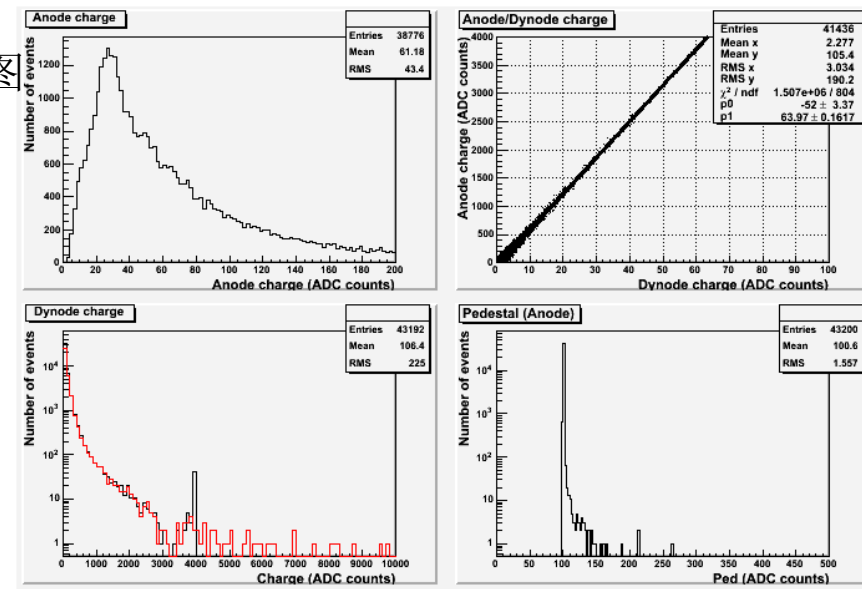 图
Anode charge
Entries 38776
Mean 61.18
RMS 43.4
Number of events
1200
1000
800
600
400
200
0
0 20 40 60 80 100 120 140 160 180 200
Anode charge (ADC counts)
Anode/Dynode charge
Entries 41436
Mean x 2.277
Mean y 105.4
RMS x 3.034
RMS y 190.2
χ² / ndf 1.507e+06 / 804
p0 -52 ± 3.37
p1 63.97 ± 0.1617
Anode charge (ADC counts)
4000
3500
3000
2500
2000
1500
1000
500
0
0 10 20 30 40 50 60 70 80 90 100
Dynode charge (ADC counts)
Dynode charge
Entries 43192
Mean 106.4
RMS 225
Number of events
10⁴
10³
10²
10
1
0 1000 2000 3000 4000 5000 6000 7000 8000 9000 10000
Charge (ADC counts)
Pedestal (Anode)
Entries 43200
Mean 100.6
RMS 1.557
Number of events
10⁴
10³
10²
10
1
0 50 100 150 200 250 300 350 400 450 500
Ped (ADC counts)